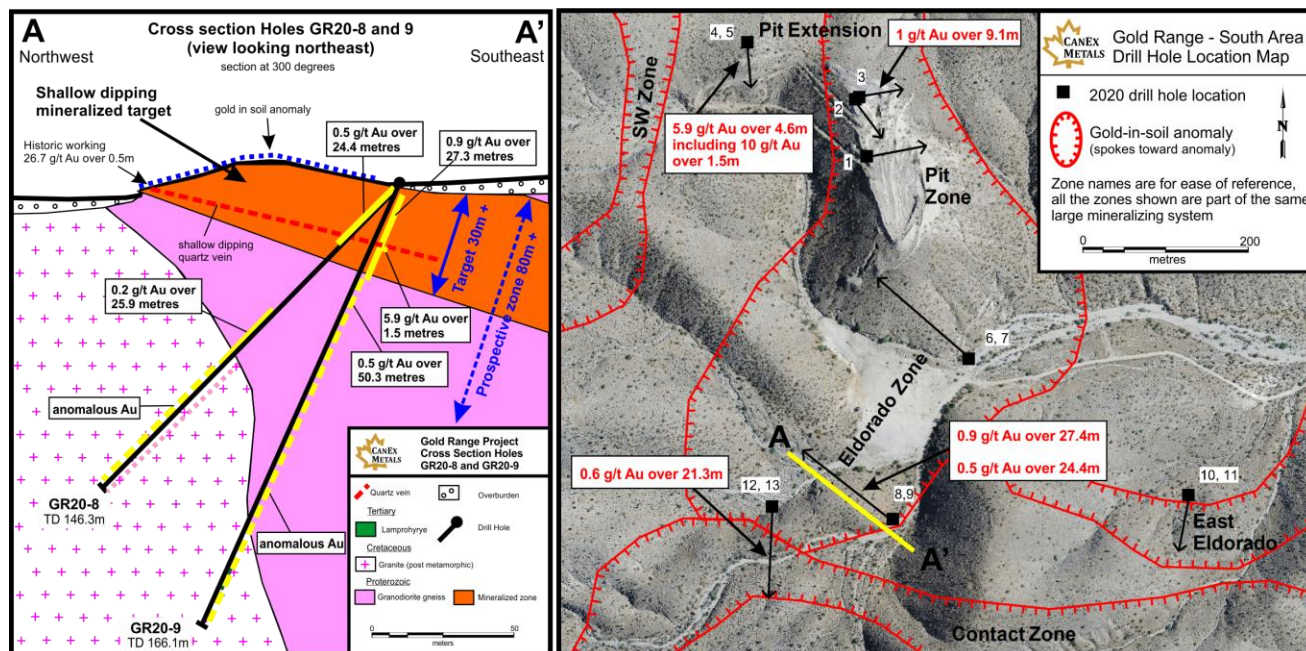 A
A'
Cross section Holes GR20-8 and 9
(view looking northeast)
section at 300 degrees
Northwest
Southeast
Shallow dipping
mineralized target
gold in soil anomaly
Historic working
26.7 g/t Au over 0.5m
0.5 g/t Au over
24.4 metres
0.9 g/t Au over
27.3 metres
shallow dipping
quartz vein
Target 30m +
Prospective zone 80m +
0.2 g/t Au over
25.9 metres
5.9 g/t Au over
1.5 metres
0.5 g/t Au over
50.3 metres
anomalous Au
GR20-8
TD 146.3m
anomalous Au
GR20-9
TD 166.1m
CANEX
METALS
Gold Range Project
Cross Section Holes
GR20-8 and GR20-9
Quartz vein
Overburden
Tertiary
Lamprohyrye
Drill Hole
Cretaceous
Granite (post metamorphic)
Proterozoic
Granodiorite gneiss
Mineralized zone
0
50
meters
4, 5
Pit Extension
1 g/t Au over 9.1m
SW Zone
3
2
1
5.9 g/t Au over 4.6m
including 10 g/t Au
over 1.5m
Pit
Zone
6, 7
Eldorado Zone
A
0.9 g/t Au over 27.4m
0.5 g/t Au over 24.4m
0.6 g/t Au over 21.3m
12, 13
8,9
10, 11
A'
East
Eldorado
Contact Zone
CANEX
METALS
Gold Range - South Area
Drill Hole Location Map
2020 drill hole location
Gold-in-soil anomaly
(spokes toward anomaly)
N
Zone names are for ease of reference,
all the zones shown are part of the same
large mineralizing system
0
200
metres